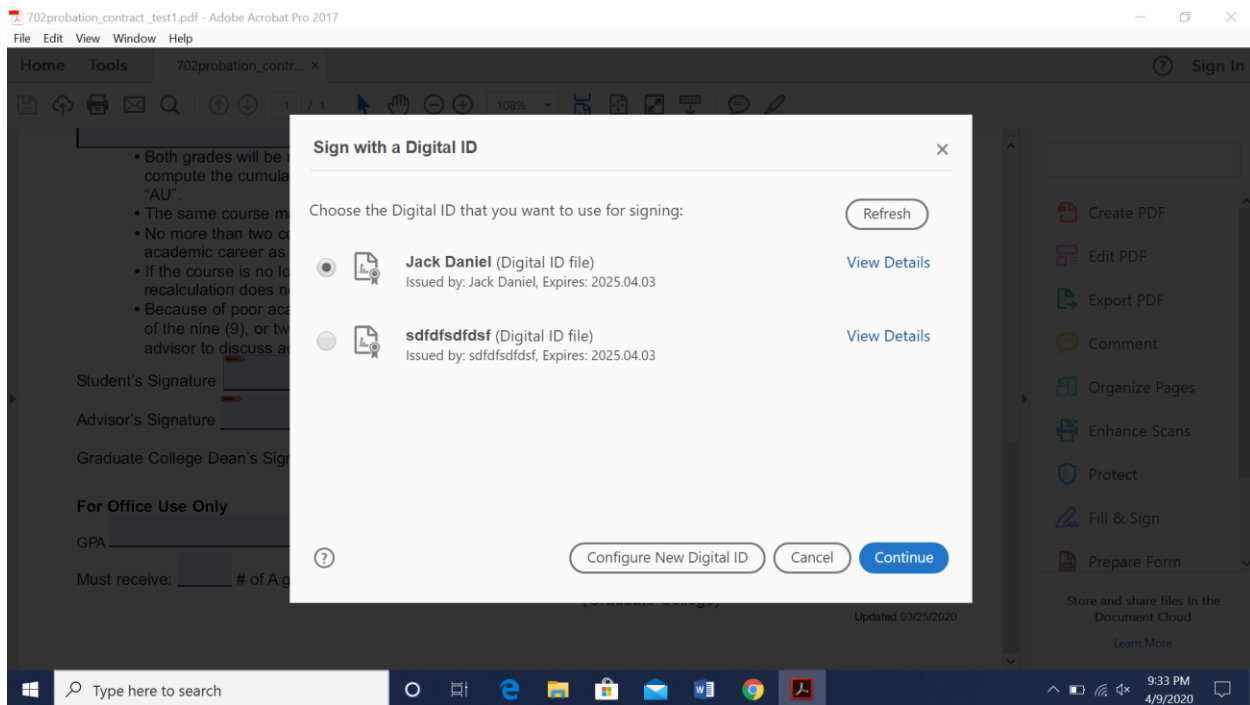 702probation_contract _test1.pdf - Adobe Acrobat Pro 2017
File Edit View Window Help
Home Tools 702probation_contr... × Sign In
1 / 1 108%
• Both grades will be
compute the cumula
"AU".
• The same course m
• No more than two co
academic career as
• If the course is no lo
recalculation does n
• Because of poor aca
of the nine (9), or tw
advisor to discuss a
Student's Signature
Advisor's Signature
Graduate College Dean's Sig
For Office Use Only
GPA
Must receive: # of A g
(Graduate College)
Updated 03/25/2020
Sign with a Digital ID
Choose the Digital ID that you want to use for signing:
Refresh
Jack Daniel (Digital ID file) View Details
Issued by: Jack Daniel, Expires: 2025.04.03
sdfdfsdfdsf (Digital ID file) View Details
Issued by: sdfdfsdfdsf, Expires: 2025.04.03
Configure New Digital ID Cancel Continue
Create PDF
Edit PDF
Export PDF
Comment
Organize Pages
Enhance Scans
Protect
Fill & Sign
Prepare Form
Store and share files in the
Document Cloud
Learn More
Type here to search
9:33 PM
4/9/2020